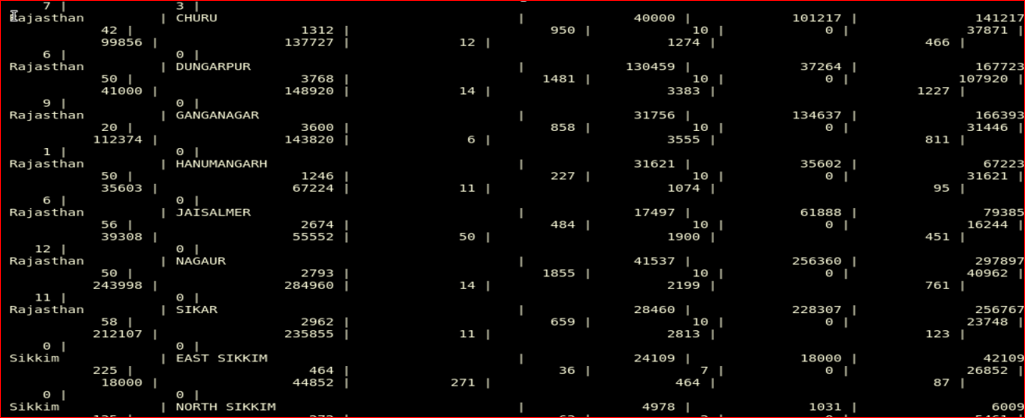 7 | 3 |
Rajasthan | CHURU | 40000 | 101217 | 141217
42 | 1312 | 950 | 10 | 0 | 37871 |
99856 | 137727 | 12 | 1274 | 466 |
6 | 0 |
Rajasthan | DUNGARPUR | 130459 | 37264 | 167723
50 | 3768 | 1481 | 10 | 0 | 107920 |
41000 | 148920 | 14 | 3383 | 1227 |
9 | 0 |
Rajasthan | GANGANAGAR | 31756 | 134637 | 166393
20 | 3600 | 858 | 10 | 0 | 31446 |
112374 | 143820 | 6 | 3555 | 811 |
1 | 0 |
Rajasthan | HANUMANGARH | 31621 | 35602 | 67223
50 | 1246 | 227 | 10 | 0 | 31621 |
35603 | 67224 | 11 | 1074 | 95 |
6 | 0 |
Rajasthan | JAISALMER | 17497 | 61888 | 79385
56 | 2674 | 484 | 10 | 0 | 16244 |
39308 | 55552 | 50 | 1900 | 451 |
12 | 0 |
Rajasthan | NAGAUR | 41537 | 256360 | 297897
50 | 2793 | 1855 | 10 | 0 | 40962 |
243998 | 284960 | 14 | 2199 | 761 |
11 | 0 |
Rajasthan | SIKAR | 28460 | 228307 | 256767
58 | 2962 | 659 | 10 | 0 | 23748 |
212107 | 235855 | 11 | 2813 | 123 |
0 | 0 |
Sikkim | EAST SIKKIM | 24109 | 18000 | 42109
225 | 464 | 36 | 7 | 0 | 26852 |
18000 | 44852 | 271 | 464 | 87 |
0 | 0 |
Sikkim | NORTH SIKKIM | 4978 | 1031 | 6009